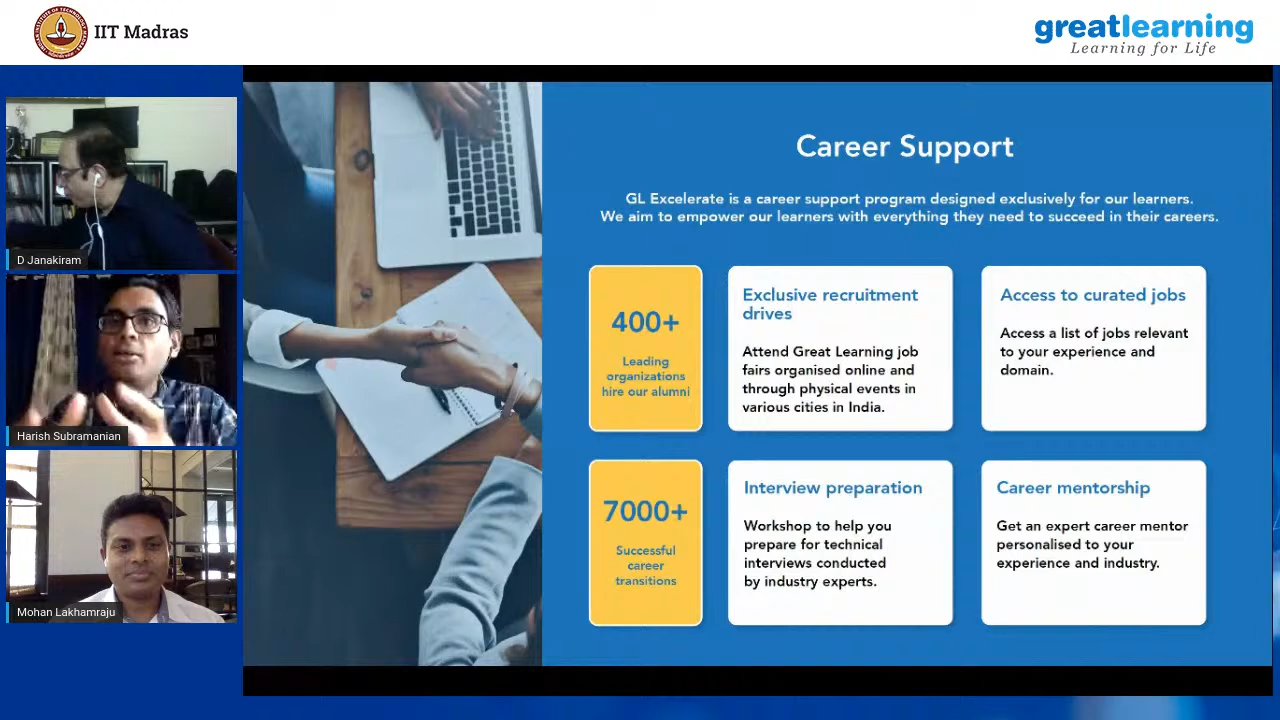 IIT Madras
greatlearning
Learning for Life
D Janakiram
Harish Subramanian
Mohan Lakhamraju
Career Support
GL Excelerate is a career support program designed exclusively for our learners.
We aim to empower our learners with everything they need to succeed in their careers.
400+
Leading
organizations
hire our alumni
Exclusive recruitment
drives
Attend Great Learning job
fairs organised online and
through physical events in
various cities in India.
Access to curated jobs
Access a list of jobs relevant
to your experience and
domain.
7000+
Successful
career
transitions
Interview preparation
Workshop to help you
prepare for technical
interviews conducted
by industry experts.
Career mentorship
Get an expert career mentor
personalised to your
experience and industry.